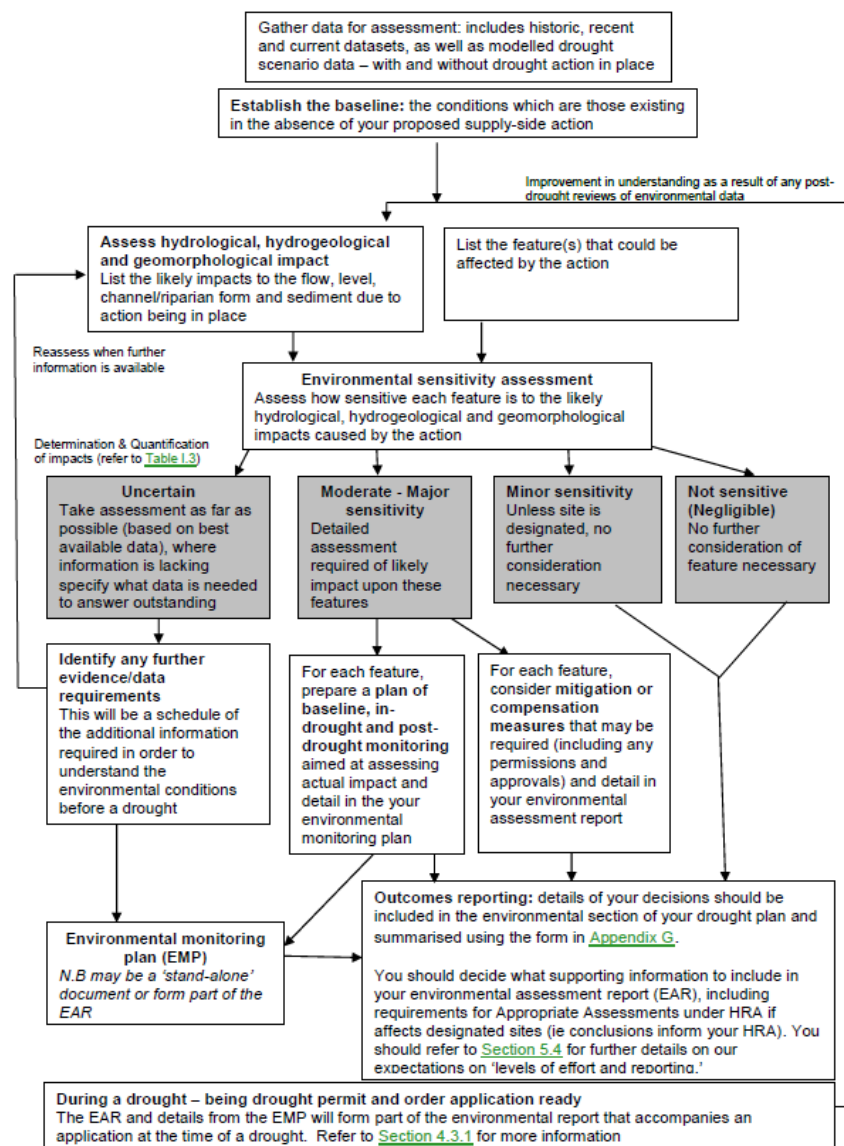 Gather data for assessment: includes historic, recent
and current datasets, as well as modelled drought
scenario data – with and without drought action in place
Establish the baseline: the conditions which are those existing
in the absence of your proposed supply-side action
Improvement in understanding as a result of any post-
drought reviews of environmental data
Assess hydrological, hydrogeological
and geomorphological impact
List the likely impacts to the flow, level,
channel/riparian form and sediment due to
action being in place
List the feature(s) that could be
affected by the action
Reassess when further
information is available
Environmental sensitivity assessment
Assess how sensitive each feature is to the likely
hydrological, hydrogeological and geomorphological
impacts caused by the action
Determination & Quantification
of impacts (refer to Table I.3)
Uncertain
Take assessment as far as
possible (based on best
available data), where
information is lacking
specify what data is needed
to answer outstanding
Moderate - Major
sensitivity
Detailed
assessment
required of likely
impact upon these
features
Minor sensitivity
Unless site is
designated, no
further
consideration
necessary
Not sensitive
(Negligible)
No further
consideration of
feature necessary
Identify any further
evidence/data
requirements
This will be a schedule of
the additional information
required in order to
understand the
environmental conditions
before a drought
For each feature,
prepare a plan of
baseline, in-
drought and post-
drought monitoring
aimed at assessing
actual impact and
detail in the your
environmental
monitoring plan
For each feature,
consider mitigation or
compensation
measures that may be
required (including any
permissions and
approvals) and detail in
your environmental
assessment report
Environmental monitoring
plan (EMP)
N.B may be a ‘stand-alone’
document or form part of the
EAR
Outcomes reporting: details of your decisions should be
included in the environmental section of your drought plan and
summarised using the form in Appendix G.
You should decide what supporting information to include in
your environmental assessment report (EAR), including
requirements for Appropriate Assessments under HRA if
affects designated sites (ie conclusions inform your HRA). You
should refer to Section 5.4 for further details on our
expectations on ‘levels of effort and reporting.’
During a drought – being drought permit and order application ready
The EAR and details from the EMP will form part of the environmental report that accompanies an
application at the time of a drought. Refer to Section 4.3.1 for more information